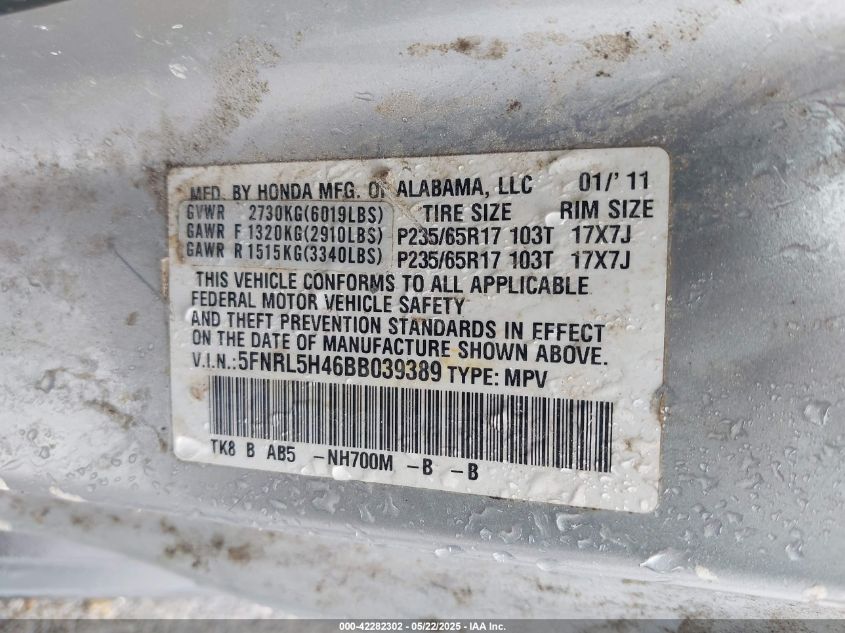 MFD. BY HONDA MFG. OF ALABAMA, LLC 01/'11
GVWR 2730KG(6019LBS) TIRE SIZE RIM SIZE
GAWR F 1320KG(2910LBS) P235/65R17 103T 17X7J
GAWR R 1515KG(3340LBS) P235/65R17 103T 17X7J
THIS VEHICLE CONFORMS TO ALL APPLICABLE
FEDERAL MOTOR VEHICLE SAFETY
AND THEFT PREVENTION STANDARDS IN EFFECT
ON THE DATE OF MANUFACTURE SHOWN ABOVE.
V.I.N.:5FNRL5H46BB039389 TYPE: MPV
TK8 B AB5 -NH700M -B -B
000-42282302 - 05/22/2025 - IAA Inc.